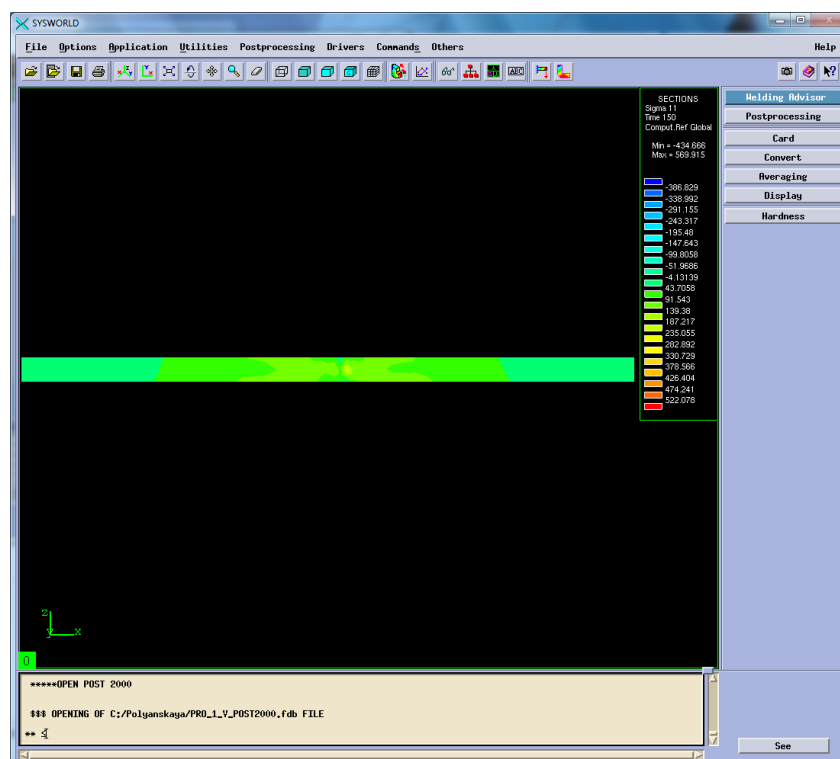 SYSWORLD
File Options Application Utilities Postprocessing Drivers Commands Others Help
SECTIONS
Sigma 11
Time 150
Comput.Ref Global
Min = -434.666
Max = 569.915
-386.829
-338.992
-291.155
-243.317
-195.48
-147.643
-99.8058
-51.9686
-4.13139
43.7058
91.543
139.38
187.217
235.055
282.892
330.729
378.566
426.404
474.241
522.078
Welding Advisor
Postprocessing
Card
Convert
Averaging
Display
Hardness
z
y x
0
*****OPEN POST 2000
$$$ OPENING OF C:/Polyanskaya/PRO_1_V_POST2000.fdb FILE
**
See